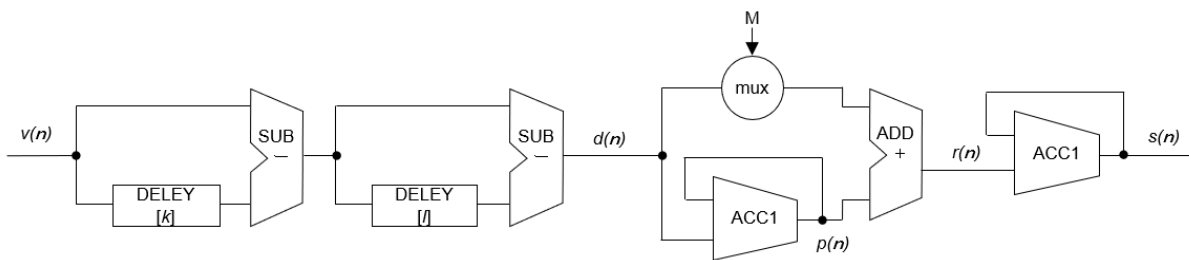 M
mux
v(n)
SUB
–
DELEY
[k]
SUB
–
DELEY
[l]
d(n)
ACC1
p(n)
ADD
+
r(n)
ACC1
s(n)